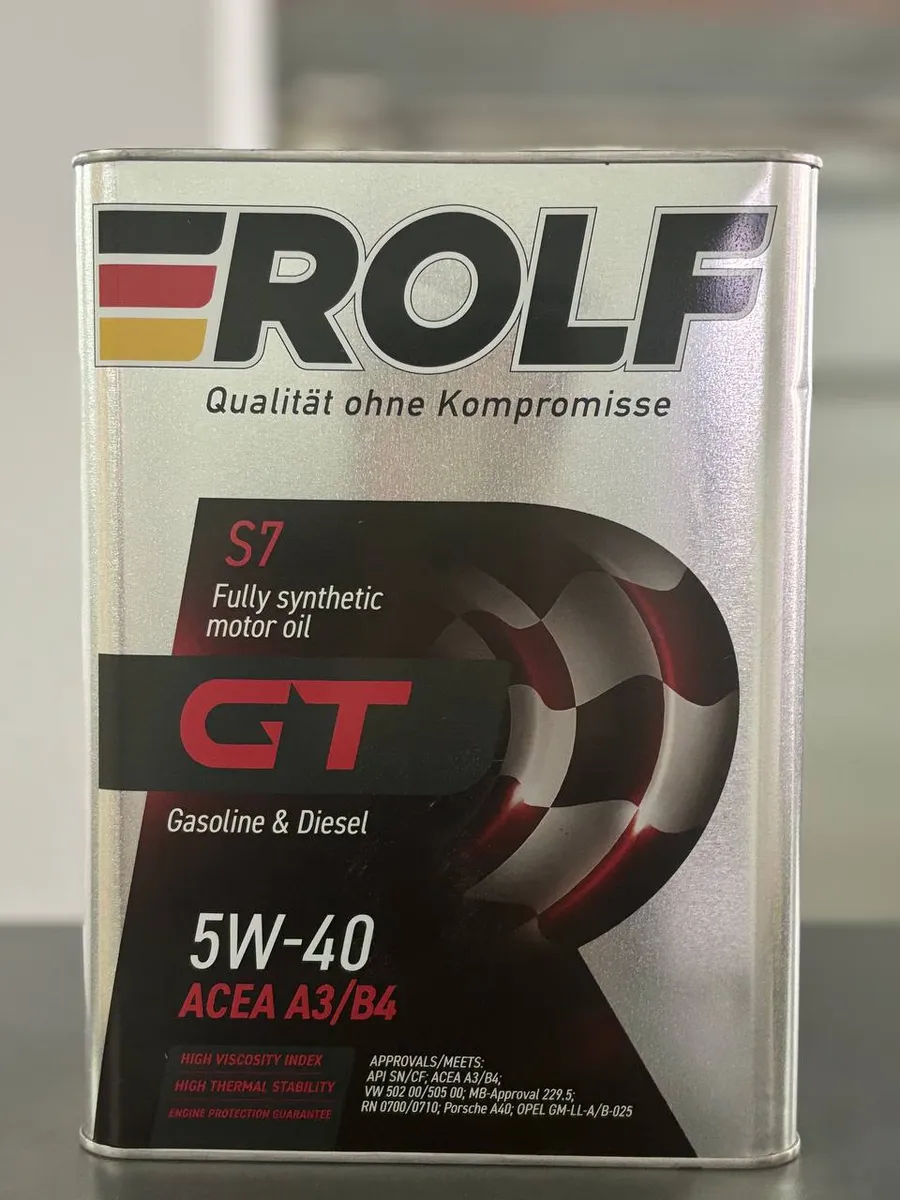 ROLF
Qualität ohne Kompromisse
S7
Fully synthetic
motor oil
GT
Gasoline & Diesel
5W-40
ACEA A3/B4
HIGH VISCOSITY INDEX
HIGH THERMAL STABILITY
ENGINE PROTECTION GUARANTEE
APPROVALS/MEETS:
API SN/CF; ACEA A3/B4;
VW 502 00/505 00; MB-Approval 229.5;
RN 0700/0710; Porsche A40; OPEL GM-LL-A/B-025